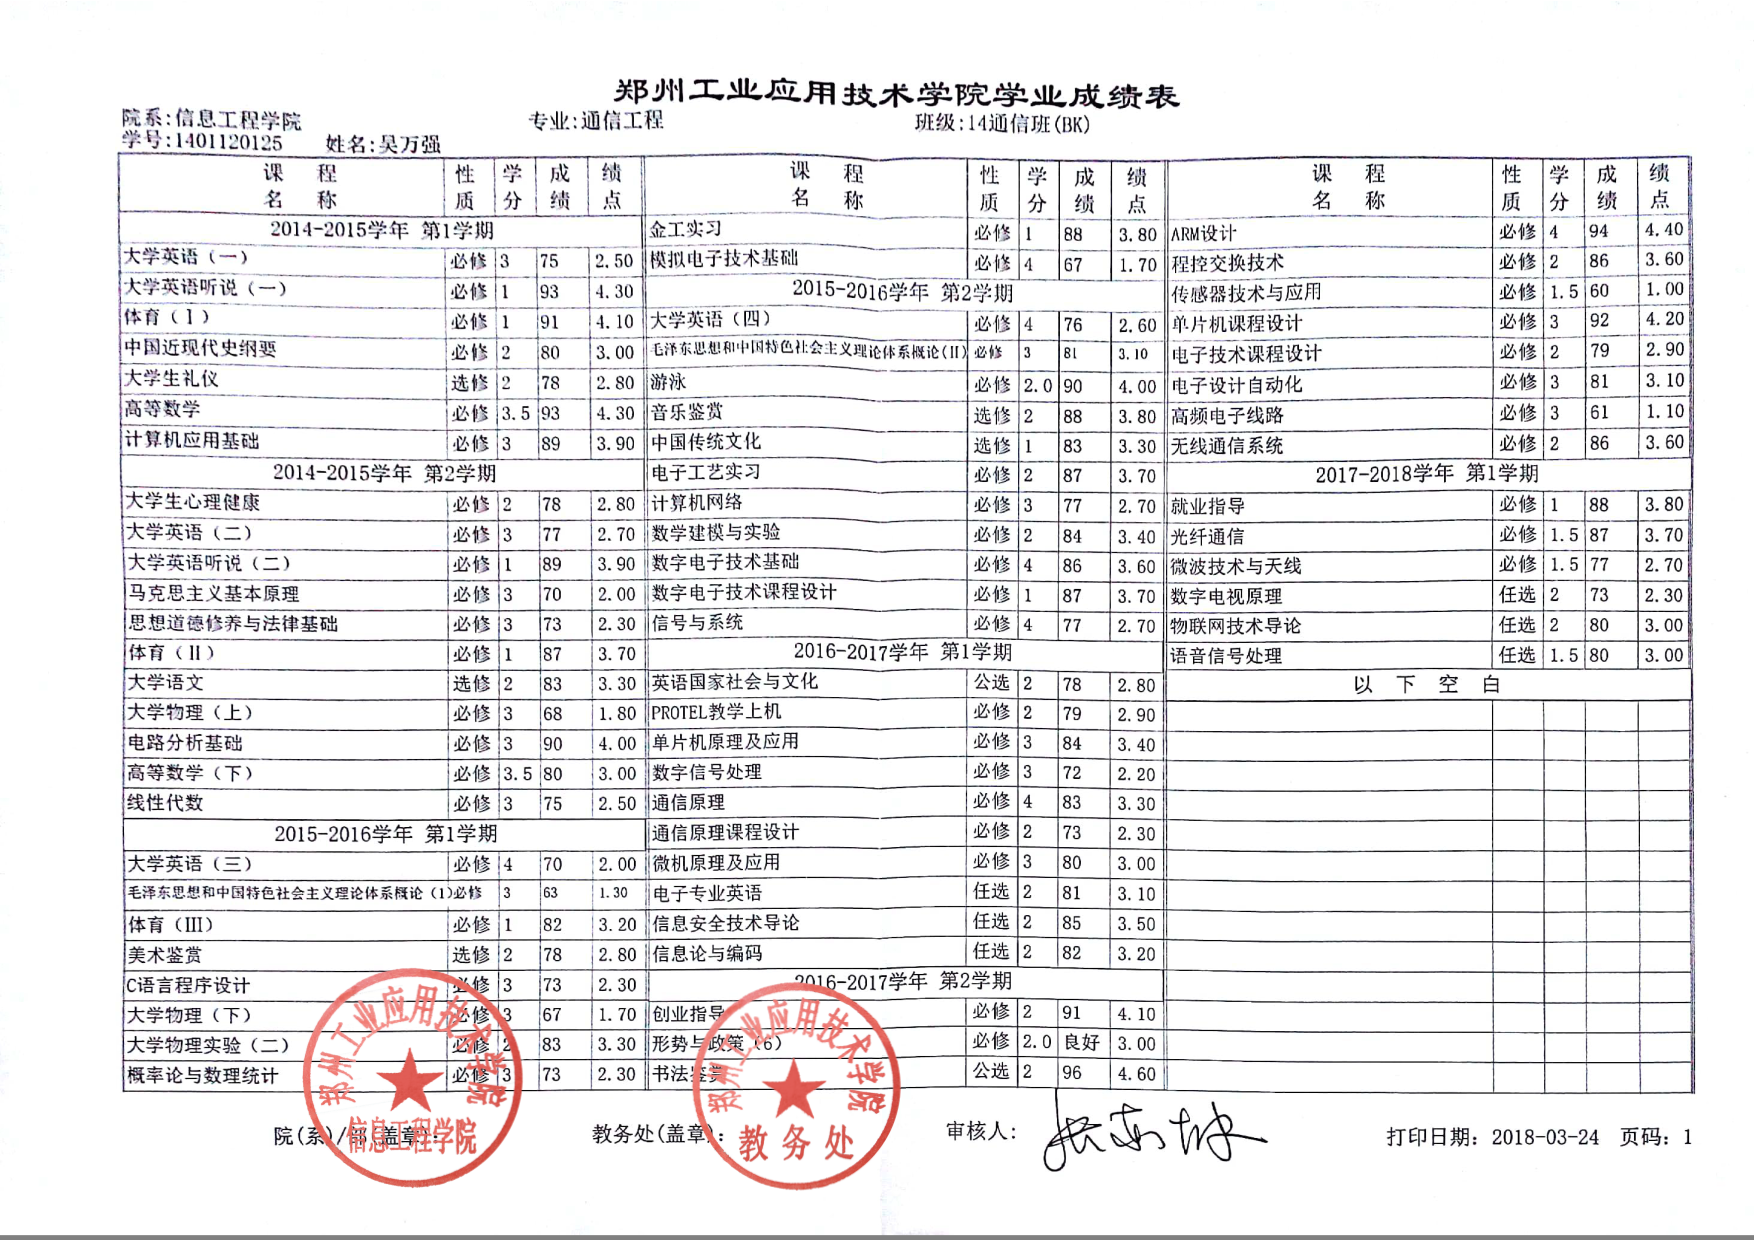 郑州工业应用技术学院学业成绩表
院系:信息工程学院 专业:通信工程 班级:14通信班(BK)
学号:1401120125 姓名:吴万强
课程名称 性质 学分 成绩 绩点
2014-2015学年 第1学期
大学英语（一） 必修 3 75 2.50
大学英语听说（一） 必修 1 93 4.30
体育（Ⅰ） 必修 1 91 4.10
中国近现代史纲要 必修 2 80 3.00
大学生礼仪 选修 2 78 2.80
高等数学 必修 3.5 93 4.30
计算机应用基础 必修 3 89 3.90
2014-2015学年 第2学期
大学生心理健康 必修 2 78 2.80
大学英语（二） 必修 3 77 2.70
大学英语听说（二） 必修 1 89 3.90
马克思主义基本原理 必修 3 70 2.00
思想道德修养与法律基础 必修 3 73 2.30
体育（Ⅱ） 必修 1 87 3.70
大学语文 选修 2 83 3.30
大学物理（上） 必修 3 68 1.80
电路分析基础 必修 3 90 4.00
高等数学（下） 必修 3.5 80 3.00
线性代数 必修 3 75 2.50
2015-2016学年 第1学期
大学英语（三） 必修 4 70 2.00
毛泽东思想和中国特色社会主义理论体系概论（1） 必修 3 63 1.30
体育（Ⅲ） 必修 1 82 3.20
美术鉴赏 选修 2 78 2.80
C语言程序设计 必修 3 73 2.30
大学物理（下） 必修 3 67 1.70
大学物理实验（二） 必修 2 83 3.30
概率论与数理统计 必修 3 73 2.30
课程名称 性质 学分 成绩 绩点
金工实习 必修 1 88 3.80
模拟电子技术基础 必修 4 67 1.70
2015-2016学年 第2学期
大学英语（四） 必修 4 76 2.60
毛泽东思想和中国特色社会主义理论体系概论(II) 必修 3 81 3.10
游泳 必修 2.0 90 4.00
音乐鉴赏 选修 2 88 3.80
中国传统文化 选修 1 83 3.30
电子工艺实习 必修 2 87 3.70
计算机网络 必修 3 77 2.70
数学建模与实验 必修 2 84 3.40
数字电子技术基础 必修 4 86 3.60
数字电子技术课程设计 必修 1 87 3.70
信号与系统 必修 4 77 2.70
2016-2017学年 第1学期
英语国家社会与文化 公选 2 78 2.80
PROTEL教学上机 必修 2 79 2.90
单片机原理及应用 必修 3 84 3.40
数字信号处理 必修 3 72 2.20
通信原理 必修 4 83 3.30
通信原理课程设计 必修 2 73 2.30
微机原理及应用 必修 3 80 3.00
电子专业英语 任选 2 81 3.10
信息安全技术导论 任选 2 85 3.50
信息论与编码 任选 2 82 3.20
2016-2017学年 第2学期
创业指导 必修 2 91 4.10
形势与政策（6） 必修 2.0 良好 3.00
书法鉴赏 公选 2 96 4.60
课程名称 性质 学分 成绩 绩点
ARM设计 必修 4 94 4.40
程控交换技术 必修 2 86 3.60
传感器技术与应用 必修 1.5 60 1.00
单片机课程设计 必修 3 92 4.20
电子技术课程设计 必修 2 79 2.90
电子设计自动化 必修 3 81 3.10
高频电子线路 必修 3 61 1.10
无线通信系统 必修 2 86 3.60
2017-2018学年 第1学期
就业指导 必修 1 88 3.80
光纤通信 必修 1.5 87 3.70
微波技术与天线 必修 1.5 77 2.70
数字电视原理 任选 2 73 2.30
物联网技术导论 任选 2 80 3.00
语音信号处理 任选 1.5 80 3.00
以下空白
郑州工业应用技术学院
信息工程学院
郑州工业应用技术学院
教务处
院(系)/部(盖章): 教务处(盖章): 审核人: 打印日期: 2018-03-24 页码: 1